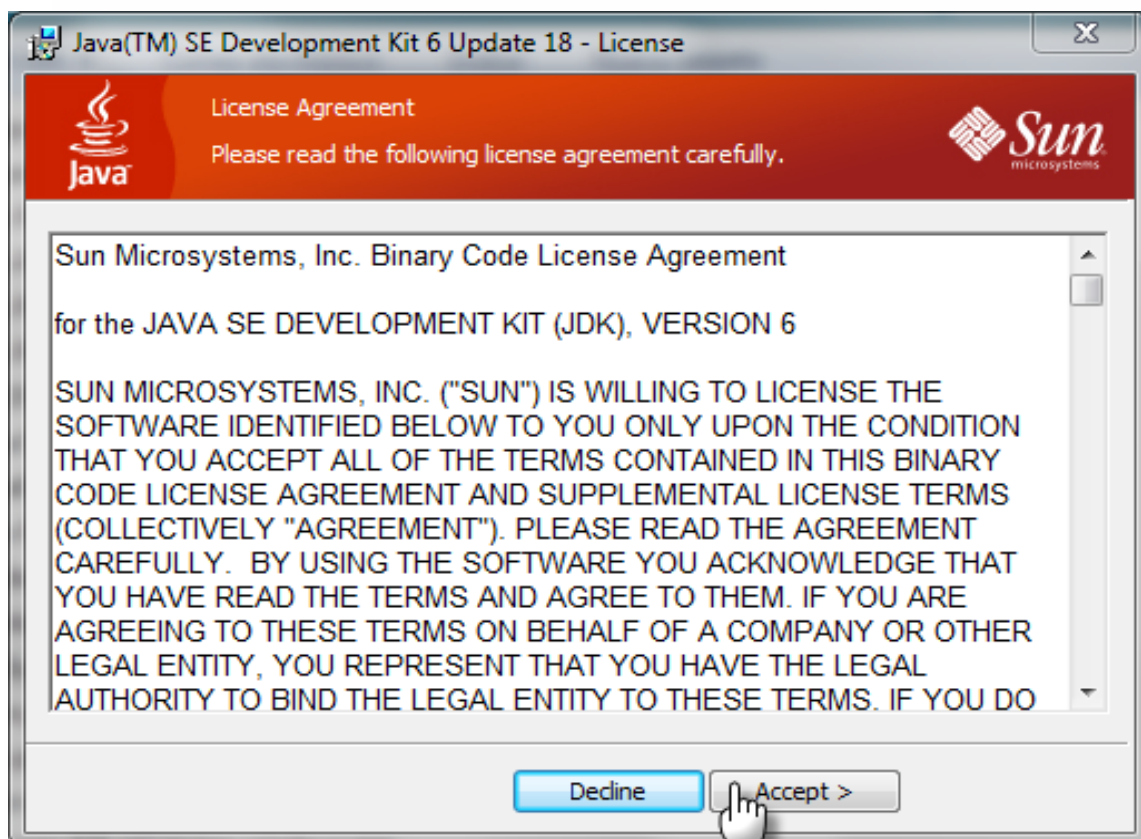 Java(TM) SE Development Kit 6 Update 18 - License
License Agreement
Please read the following license agreement carefully.
Java
Sun
microsystems
Sun Microsystems, Inc. Binary Code License Agreement
for the JAVA SE DEVELOPMENT KIT (JDK), VERSION 6
SUN MICROSYSTEMS, INC. ("SUN") IS WILLING TO LICENSE THE
SOFTWARE IDENTIFIED BELOW TO YOU ONLY UPON THE CONDITION
THAT YOU ACCEPT ALL OF THE TERMS CONTAINED IN THIS BINARY
CODE LICENSE AGREEMENT AND SUPPLEMENTAL LICENSE TERMS
(COLLECTIVELY "AGREEMENT"). PLEASE READ THE AGREEMENT
CAREFULLY.  BY USING THE SOFTWARE YOU ACKNOWLEDGE THAT
YOU HAVE READ THE TERMS AND AGREE TO THEM. IF YOU ARE
AGREEING TO THESE TERMS ON BEHALF OF A COMPANY OR OTHER
LEGAL ENTITY, YOU REPRESENT THAT YOU HAVE THE LEGAL
AUTHORITY TO BIND THE LEGAL ENTITY TO THESE TERMS. IF YOU DO
Decline
Accept >